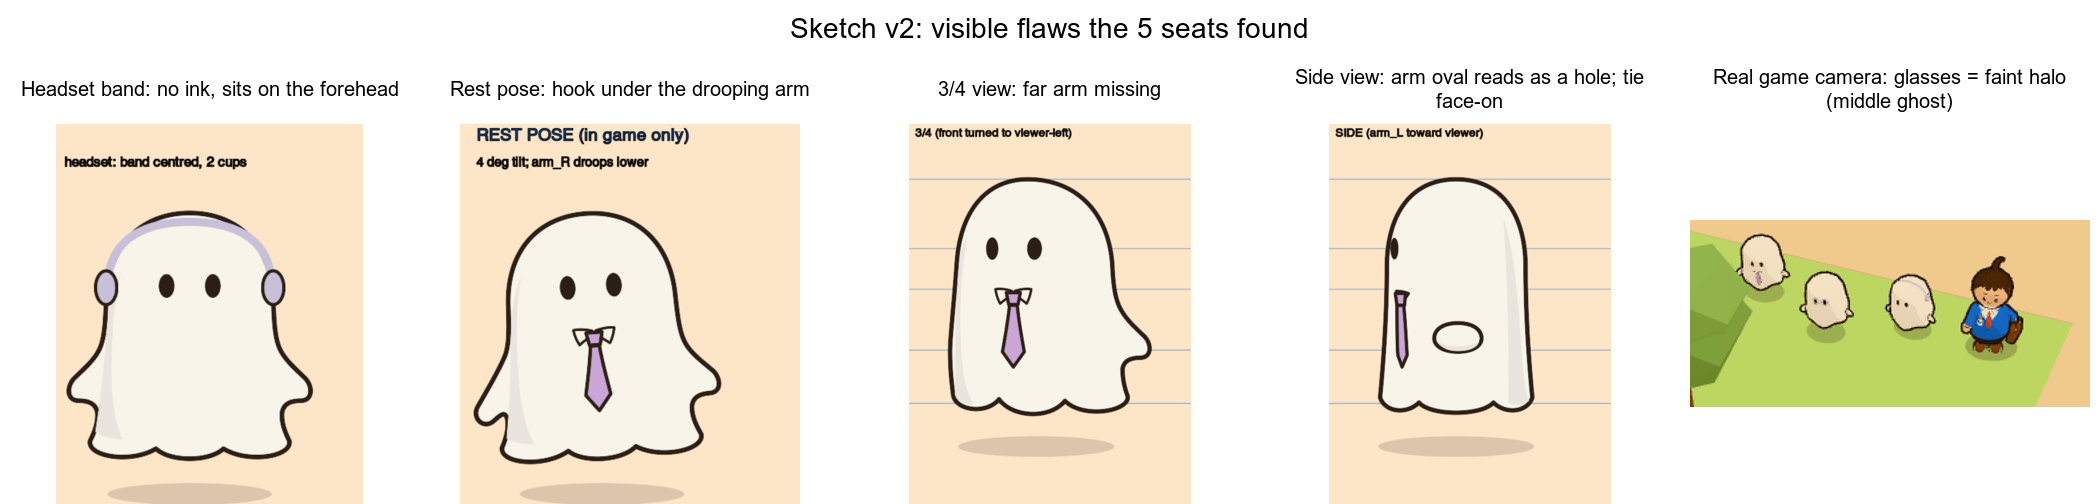 Sketch v2: visible flaws the 5 seats found
Headset band: no ink, sits on the forehead
Rest pose: hook under the drooping arm
3/4 view: far arm missing
Side view: arm oval reads as a hole; tie
face-on
Real game camera: glasses = faint halo
(middle ghost)
headset: band centred, 2 cups
REST POSE (in game only)
4 deg tilt; arm_R droops lower
3/4 (front turned to viewer-left)
SIDE (arm_L toward viewer)